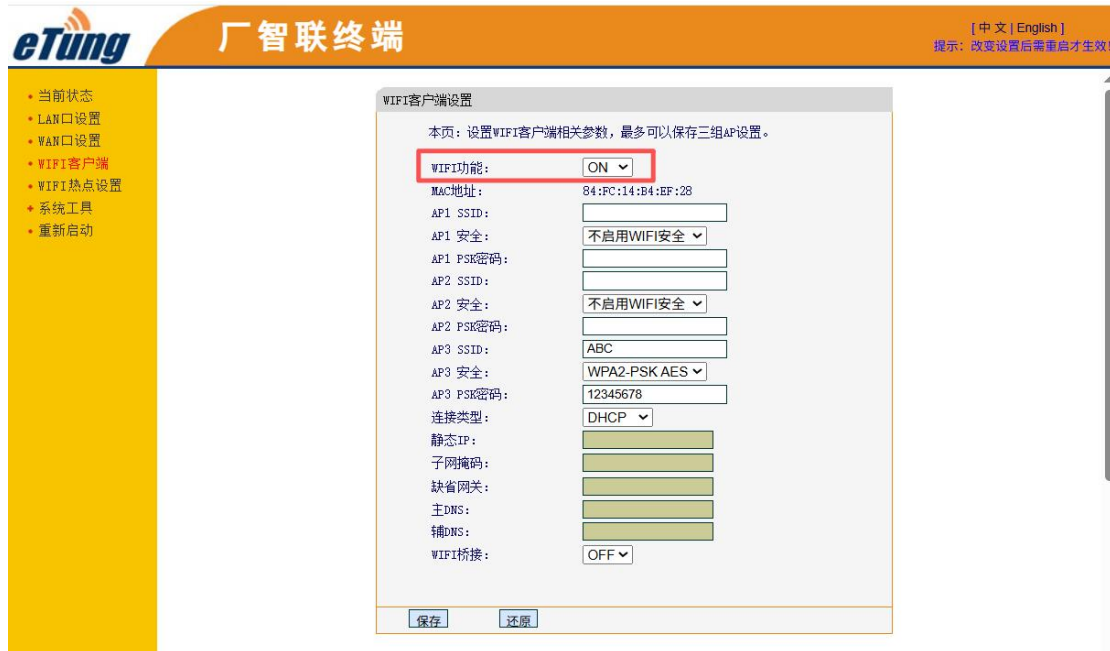 eTung
厂智联终端
[ 中 文 | English ]
提示: 改变设置后需重启才生效!
当前状态
LAN口设置
WAN口设置
WIFI客户端
WIFI热点设置
系统工具
重新启动
WIFI客户端设置
本页: 设置WIFI客户端相关参数, 最多可以保存三组AP设置。
WIFI功能: ON
MAC地址: 84:FC:14:B4:EF:28
AP1 SSID:
AP1 安全: 不启用WIFI安全
AP1 PSK密码:
AP2 SSID:
AP2 安全: 不启用WIFI安全
AP2 PSK密码:
AP3 SSID: ABC
AP3 安全: WPA2-PSK AES
AP3 PSK密码: 12345678
连接类型: DHCP
静态IP:
子网掩码:
缺省网关:
主DNS:
辅DNS:
WIFI桥接: OFF
保存 还原